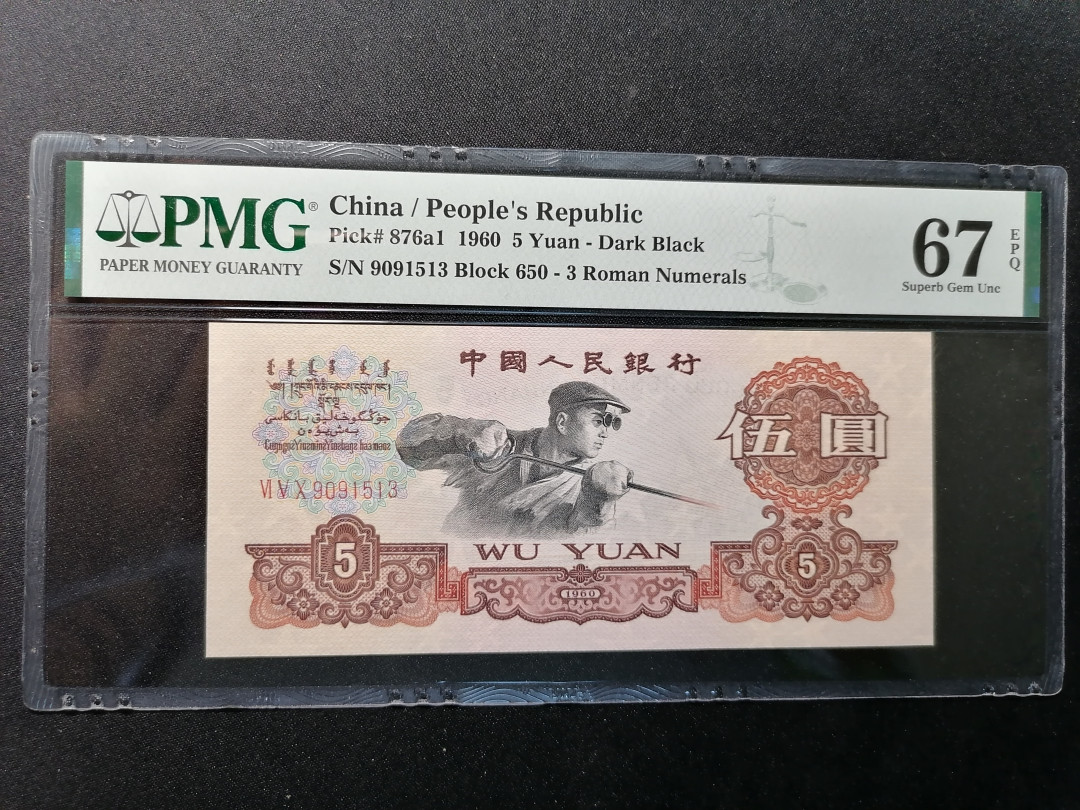 PMG®
PAPER MONEY GUARANTY
China / People's Republic
Pick# 876a1 1960 5 Yuan - Dark Black
S/N 9091513 Block 650 - 3 Roman Numerals
67
EPQ
Superb Gem Unc
中國人民銀行
伍圓
VI V X 9091513
WU YUAN
5
5
1960